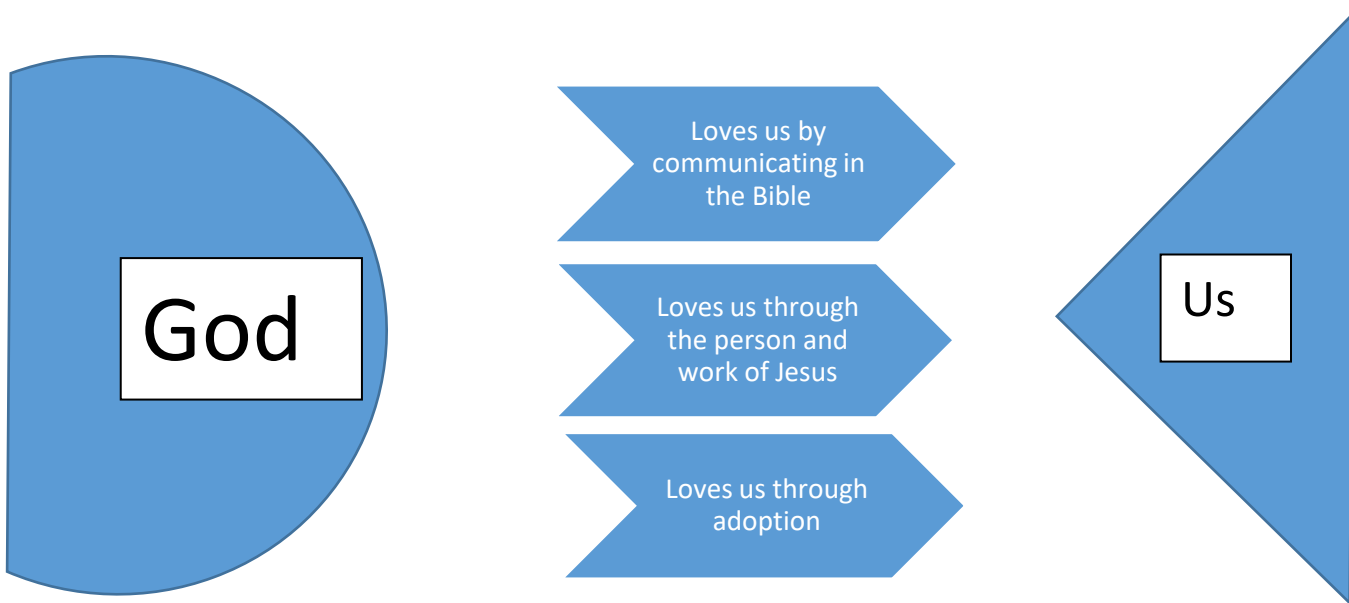 God
Loves us by
communicating in
the Bible
Loves us through
the person and
work of Jesus
Loves us through
adoption
Us